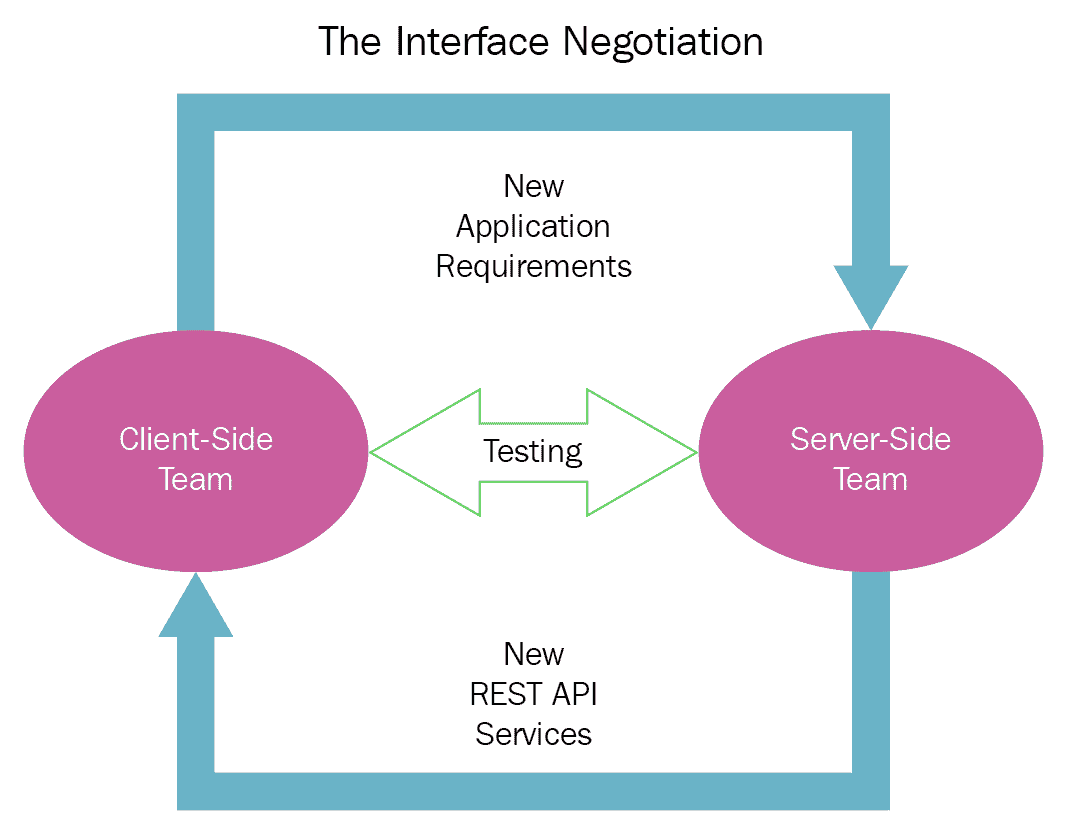 The Interface Negotiation
New
Application
Requirements
Client-Side
Team
Testing
Server-Side
Team
New
REST API
Services